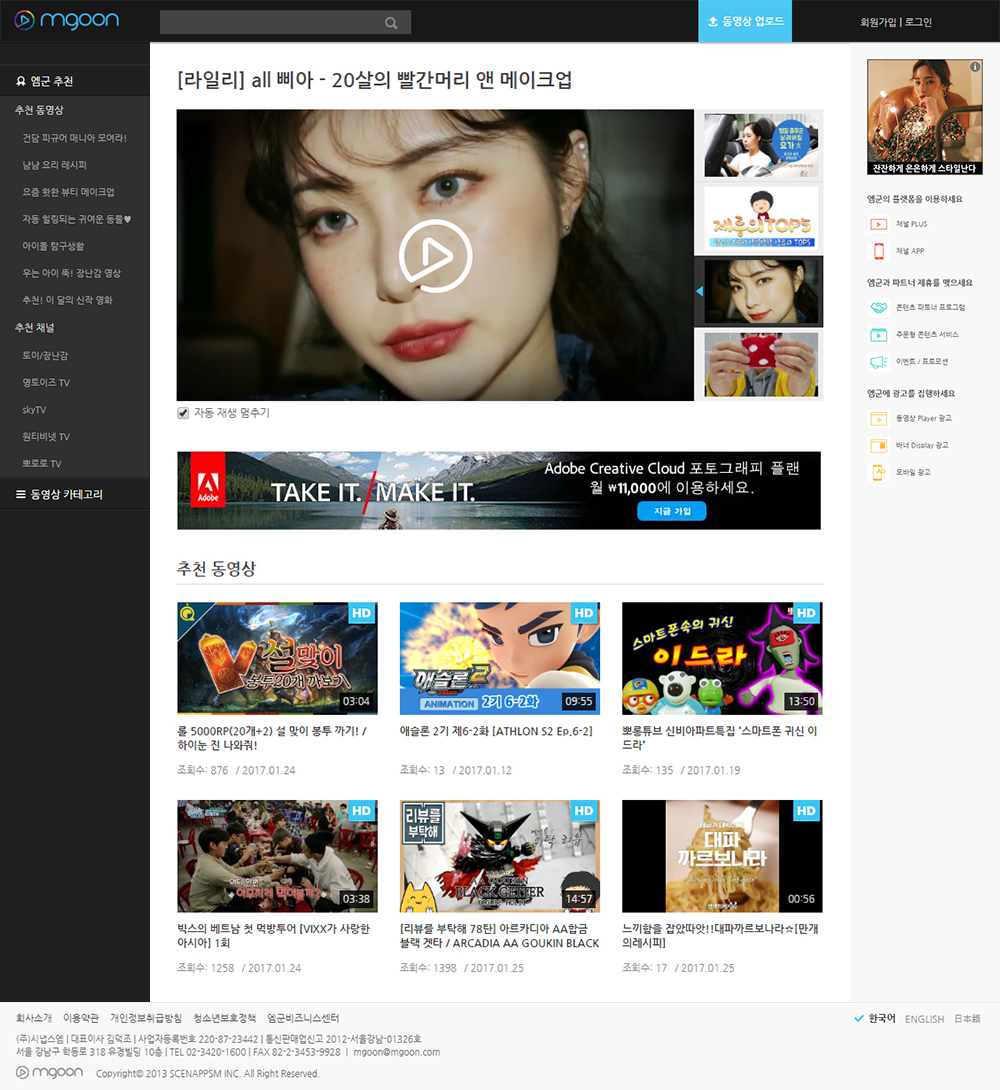 mgoon
동영상 업로드
회원가입 | 로그인
엠군 추천
추천 동영상
건담 피규어 매니아 모여라!
냠냠 요리 레시피
요즘 핫한 뷰티 메이크업
자동 힐링되는 귀여운 동물♥
아이돌 탐구생활
우는 아이 뚝! 장난감 영상
추천! 이 달의 신작 영화
추천 채널
토이/장난감
영토이즈 TV
skyTV
원티비넷 TV
뽀로로 TV
동영상 카테고리
[라일리] all 삐아 - 20살의 빨간머리 앤 메이크업
요가
제룡의TOP5
자동 재생 멈추기
Adobe
TAKE IT. / MAKE IT.
Adobe Creative Cloud 포토그래피 플랜
월 ₩11,000에 이용하세요.
지금 가입
추천 동영상
HD
설맞이
봉투20개 까보기
03:04
롤 5000RP(20개+2) 설 맞이 봉투 까기! /
하이눈 진 나와줘!
조회수: 876 / 2017.01.24
HD
애슬론2
ANIMATION 2기 6-2화
09:55
애슬론 2기 제6-2화 [ATHLON S2 Ep,6-2]
조회수: 13 / 2017.01.12
HD
스마트폰속의 귀신
이드라
13:50
뽀롱튜브 신비아파트특집 '스마트폰 귀신 이
드라'
조회수: 135 / 2017.01.19
HD
03:38
빅스의 베트남 첫 먹방투어 [VIXX가 사랑한
아시아] 1회
조회수: 1258 / 2017.01.24
HD
리뷰를
부탁해
AA GOUKIN
BLACK GETTER
14:57
[리뷰를 부탁해 78탄] 아르카디아 AA합금
블랙 겟타 / ARCADIA AA GOUKIN BLACK
조회수: 1398 / 2017.01.25
HD
대파
까르보나라
00:56
느끼함을 잡았따앗!!대파까르보나라☆[만개
의레시피]
조회수: 17 / 2017.01.25
잔잔하게 은은하게 스타일난다
엠군의 플랫폼을 이용하세요
채널 PLUS
채널 APP
엠군과 파트너 제휴를 맺으세요
콘텐츠 파트너 프로그램
주문형 콘텐츠 서비스
이벤트 / 프로모션
엠군에 광고를 집행하세요
동영상 Player 광고
배너 Display 광고
AD
모바일 광고
회사소개 이용약관 개인정보취급방침 청소년보호정책 엠군비즈니스센터
한국어 ENGLISH 日本語
(주)시냅스엠 | 대표이사 김덕조 | 사업자등록번호 220-87-23442 | 통신판매업신고 2012-서울강남-01326호
서울 강남구 학동로 318 유경빌딩 10층 | TEL 02-3420-1600 | FAX 82-2-3453-9928 | mgoon@mgoon.com
mgoon Copyright© 2013 SCENAPPSM INC. All Right Reserved.